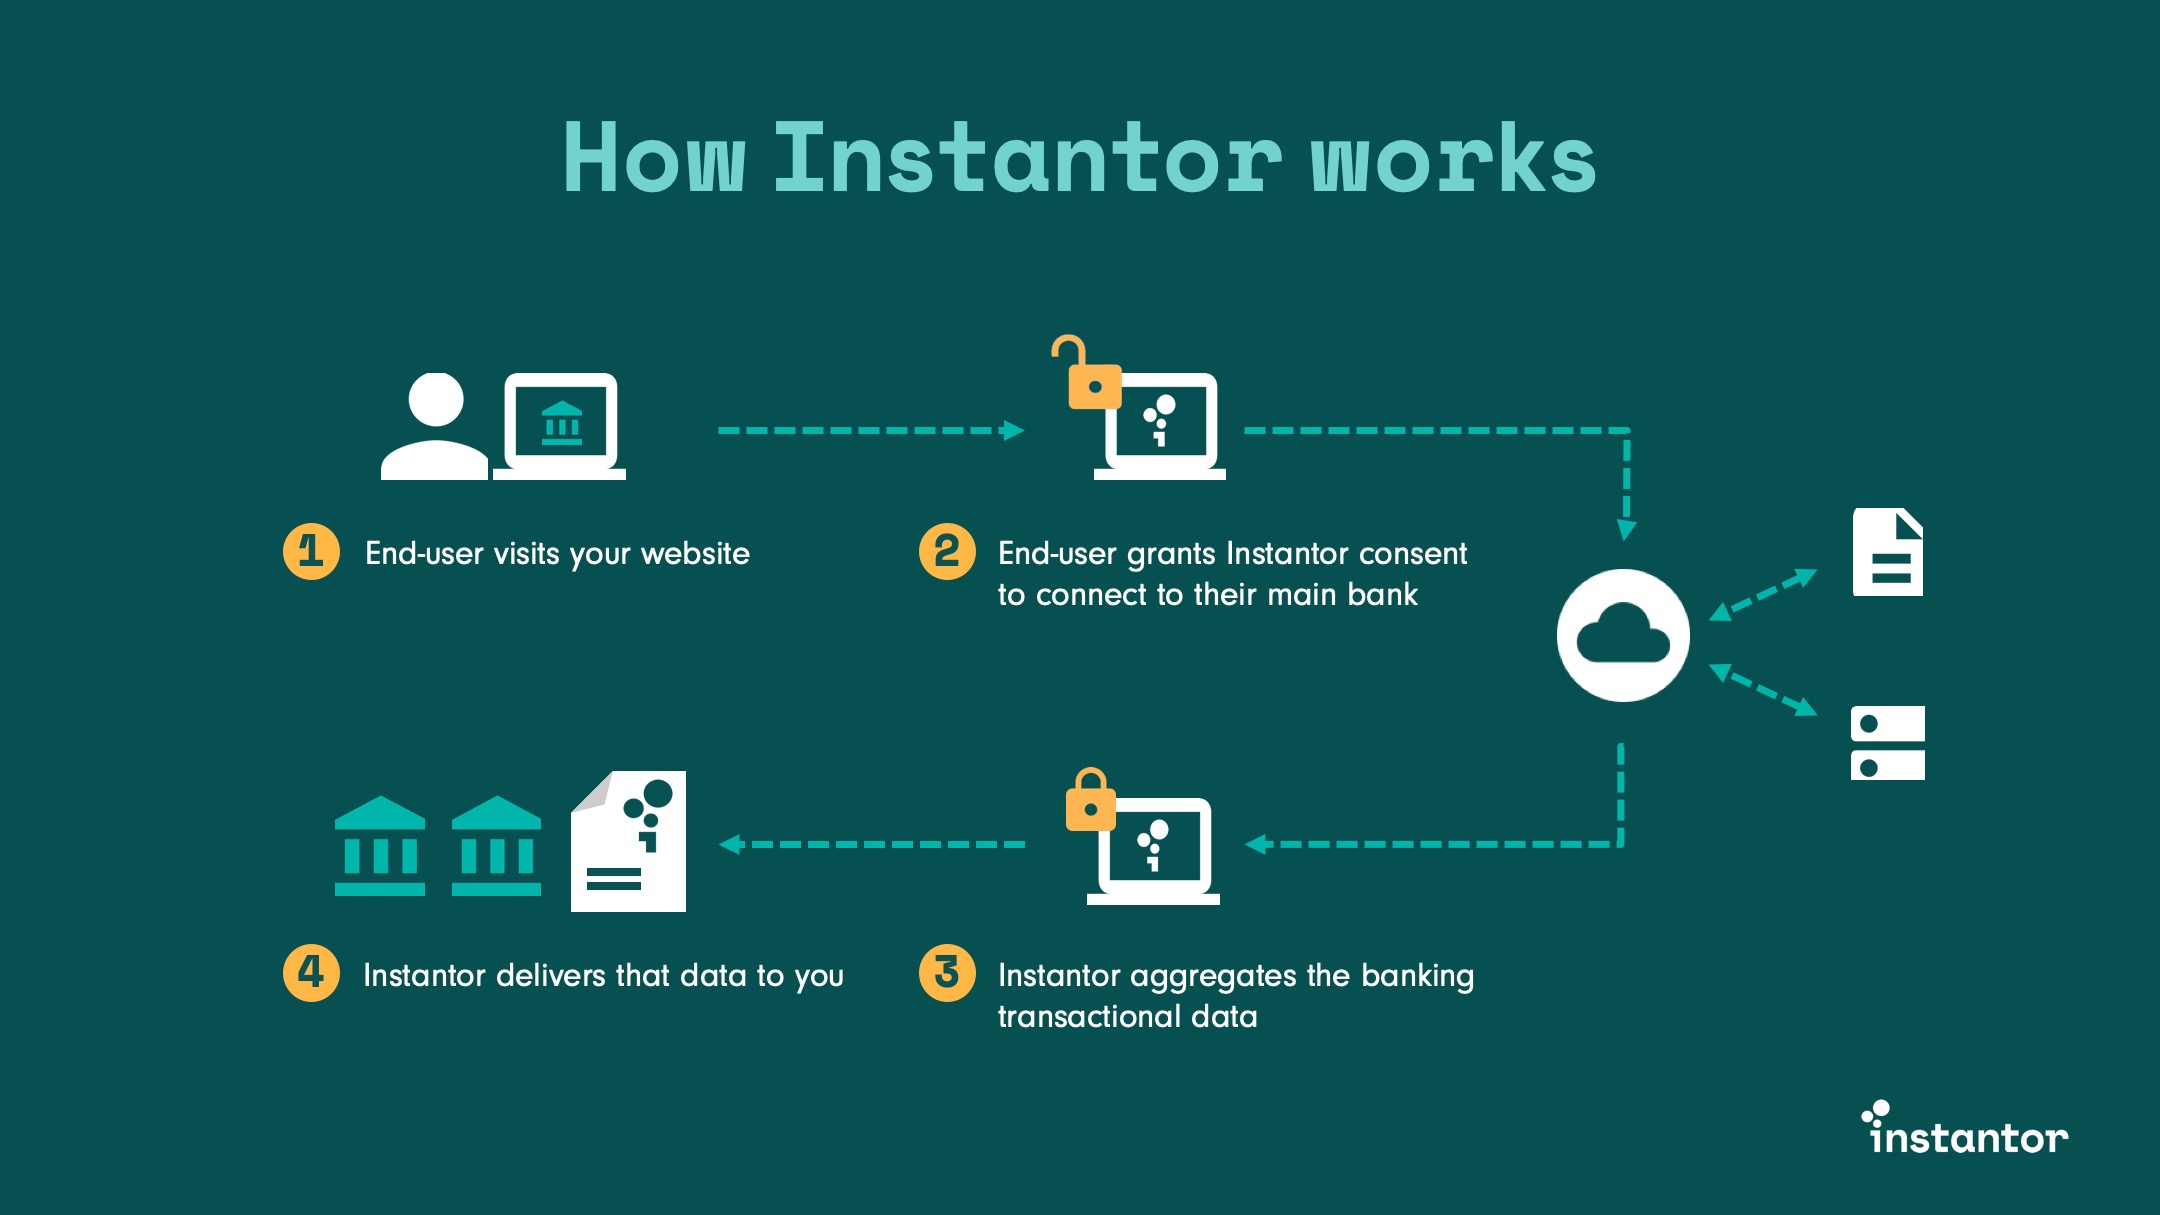 How Instantor works
1 End-user visits your website
2 End-user grants Instantor consent
to connect to their main bank
4 Instantor delivers that data to you
3 Instantor aggregates the banking
transactional data
instantor